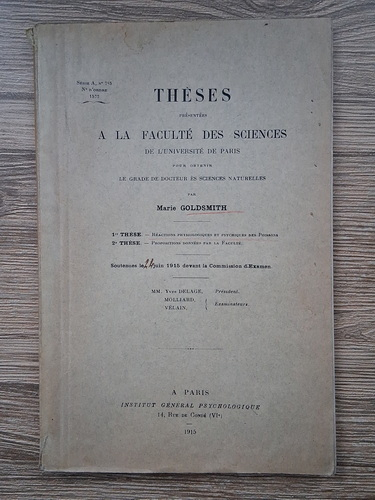 Série A, n°
N° d'ordre
THÈSES
PRÉSENTÉES
A LA FACULTÉ DES SCIENCES
DE L'UNIVERSITÉ DE PARIS
POUR OBTENIR
LE GRADE DE DOCTEUR ÈS SCIENCES NATURELLES
PAR
Marie GOLDSMITH
1re THÈSE. — Réactions physiologiques et psychiques des Poissons
2e THÈSE. — Propositions données par la Faculté.
Soutenues le 24 juin 1915 devant la Commission d'Examen.
MM. Yves DELAGE, Président.
MOLLIARD,
VÉLAIN, Examinateurs.
A PARIS
INSTITUT GÉNÉRAL PSYCHOLOGIQUE
14, Rue de Condé (VIe)
1915